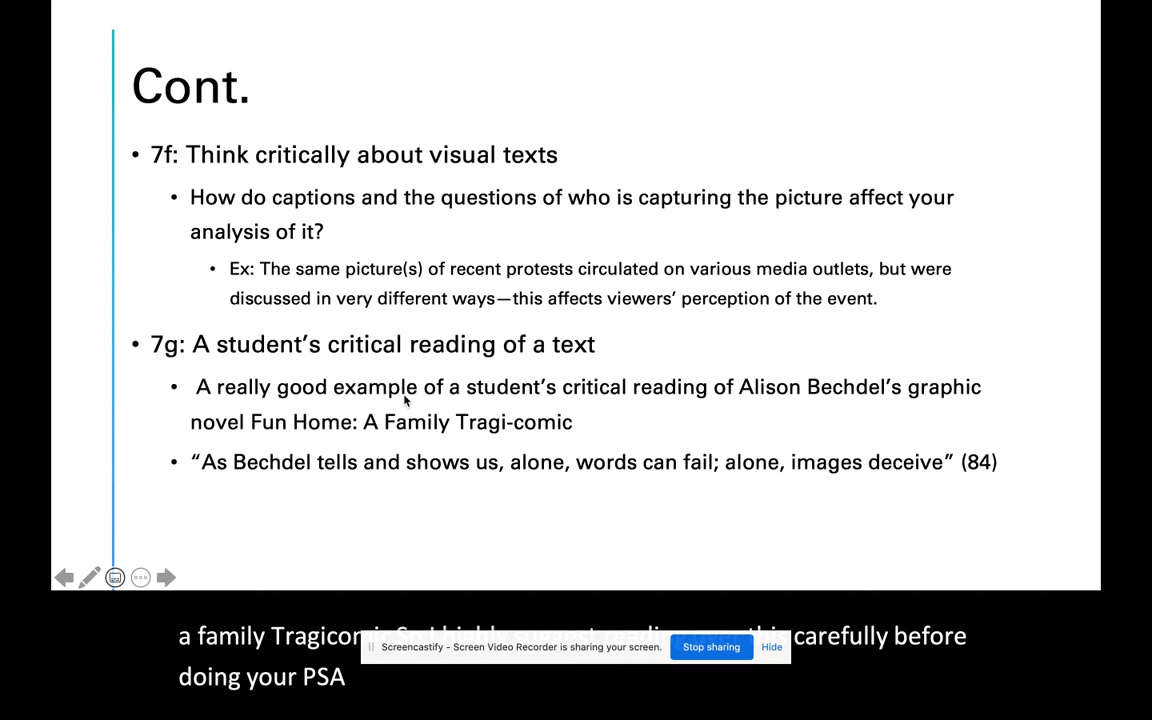 Cont.
• 7f: Think critically about visual texts
• How do captions and the questions of who is capturing the picture affect your
analysis of it?
• Ex: The same picture(s) of recent protests circulated on various media outlets, but were
discussed in very different ways—this affects viewers’ perception of the event.
• 7g: A student’s critical reading of a text
• A really good example of a student’s critical reading of Alison Bechdel’s graphic
novel Fun Home: A Family Tragi-comic
• “As Bechdel tells and shows us, alone, words can fail; alone, images deceive” (84)
a family carefully before
Screencastify - Screen Video Recorder is sharing your screen. Stop sharing Hide
doing your PSA